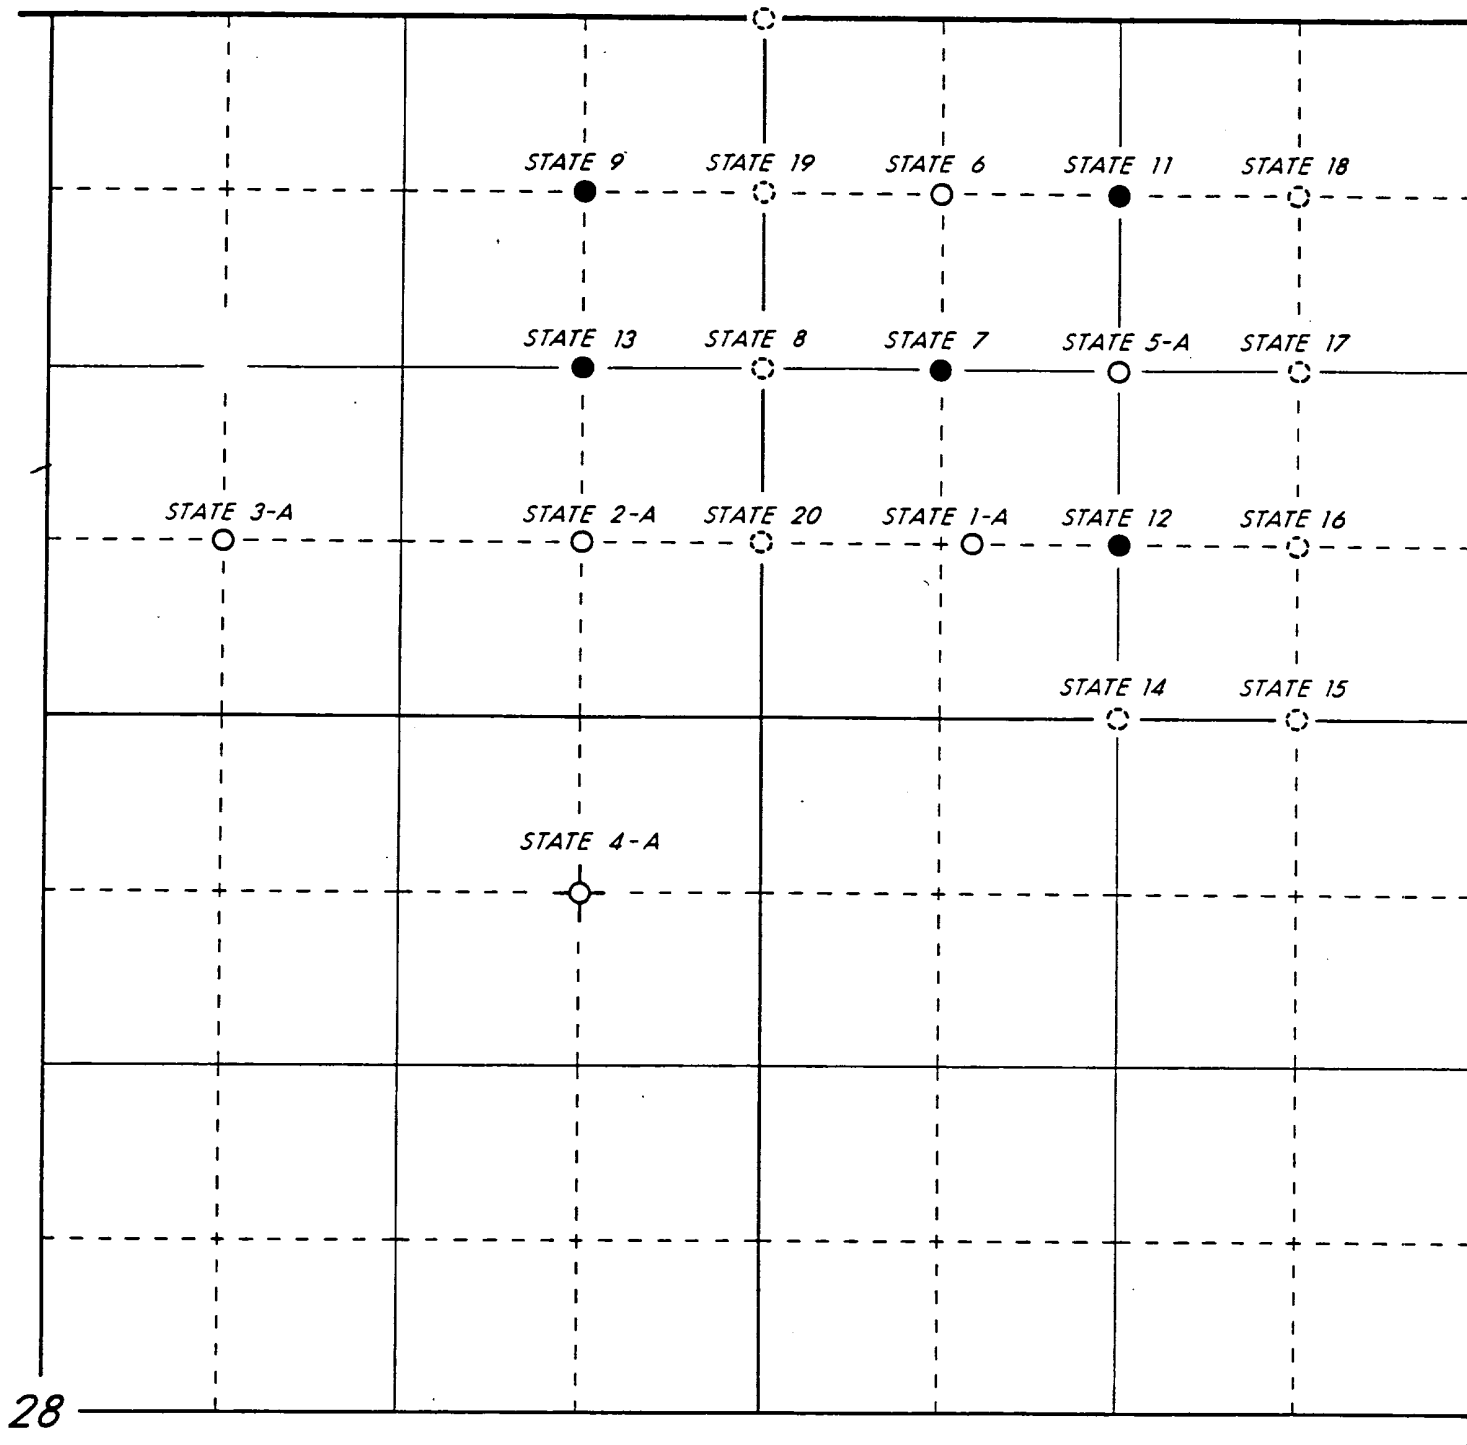 STATE 9 STATE 19 STATE 6 STATE 11 STATE 18
STATE 13 STATE 8 STATE 7 STATE 5-A STATE 17
STATE 3-A STATE 2-A STATE 20 STATE 1-A STATE 12 STATE 16
STATE 14 STATE 15
STATE 4-A
28